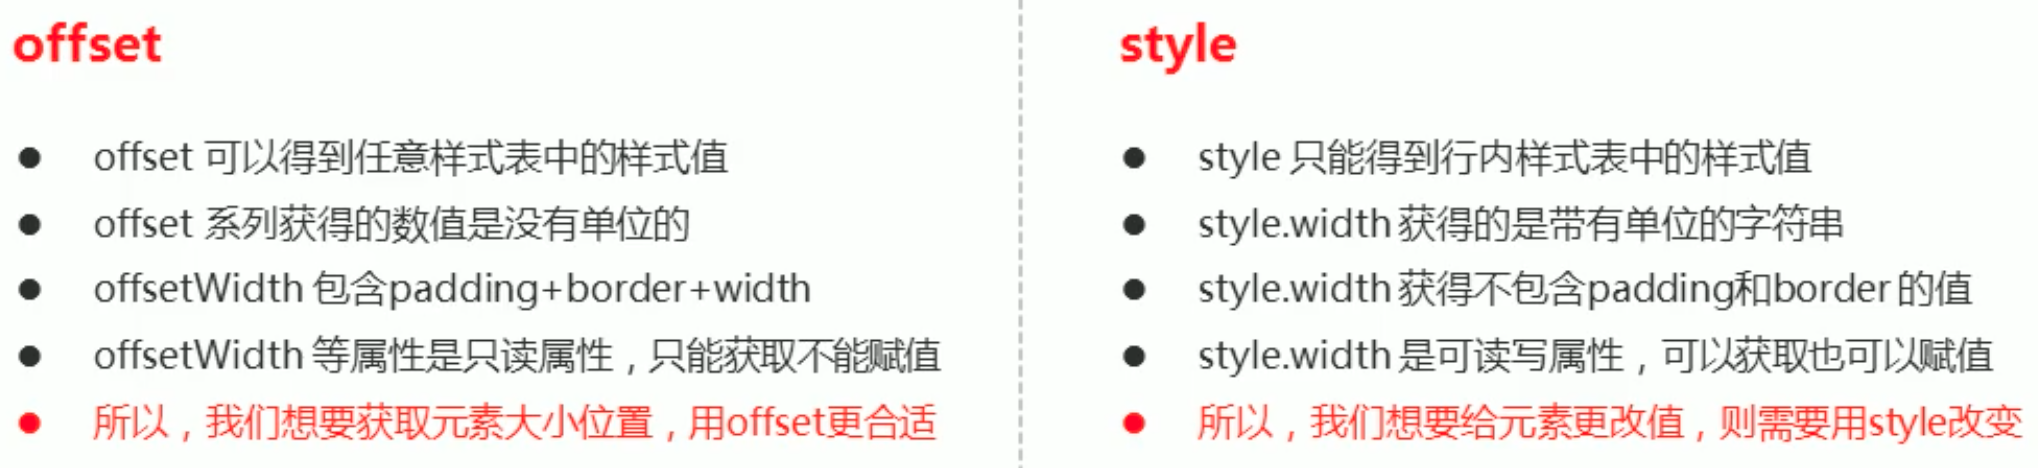 offset
● offset 可以得到任意样式表中的样式值
● offset 系列获得的数值是没有单位的
● offsetWidth 包含padding+border+width
● offsetWidth 等属性是只读属性，只能获取不能赋值
● 所以，我们想要获取元素大小位置，用offset更合适
style
● style 只能得到行内样式表中的样式值
● style.width 获得的是带有单位的字符串
● style.width 获得不包含padding和border 的值
● style.width 是可读写属性，可以获取也可以赋值
● 所以，我们想要给元素更改值，则需要用style改变